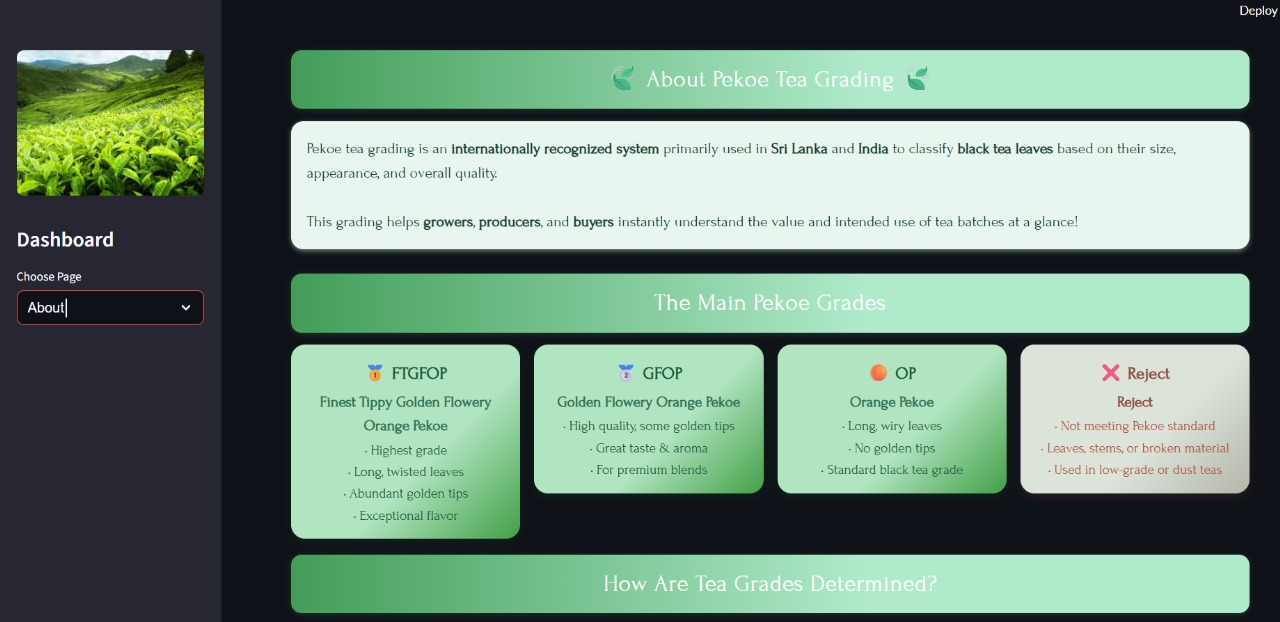 Deploy
Dashboard
Choose Page
About
About Pekoe Tea Grading
Pekoe tea grading is an internationally recognized system primarily used in Sri Lanka and India to classify black tea leaves based on their size,
appearance, and overall quality.
This grading helps growers, producers, and buyers instantly understand the value and intended use of tea batches at a glance!
The Main Pekoe Grades
🥇 FTGFOP
Finest Tippy Golden Flowery
Orange Pekoe
· Highest grade
· Long, twisted leaves
· Abundant golden tips
· Exceptional flavor
🥈 GFOP
Golden Flowery Orange Pekoe
· High quality, some golden tips
· Great taste & aroma
· For premium blends
🟠 OP
Orange Pekoe
· Long, wiry leaves
· No golden tips
· Standard black tea grade
❌ Reject
Reject
· Not meeting Pekoe standard
· Leaves, stems, or broken material
· Used in low-grade or dust teas
How Are Tea Grades Determined?